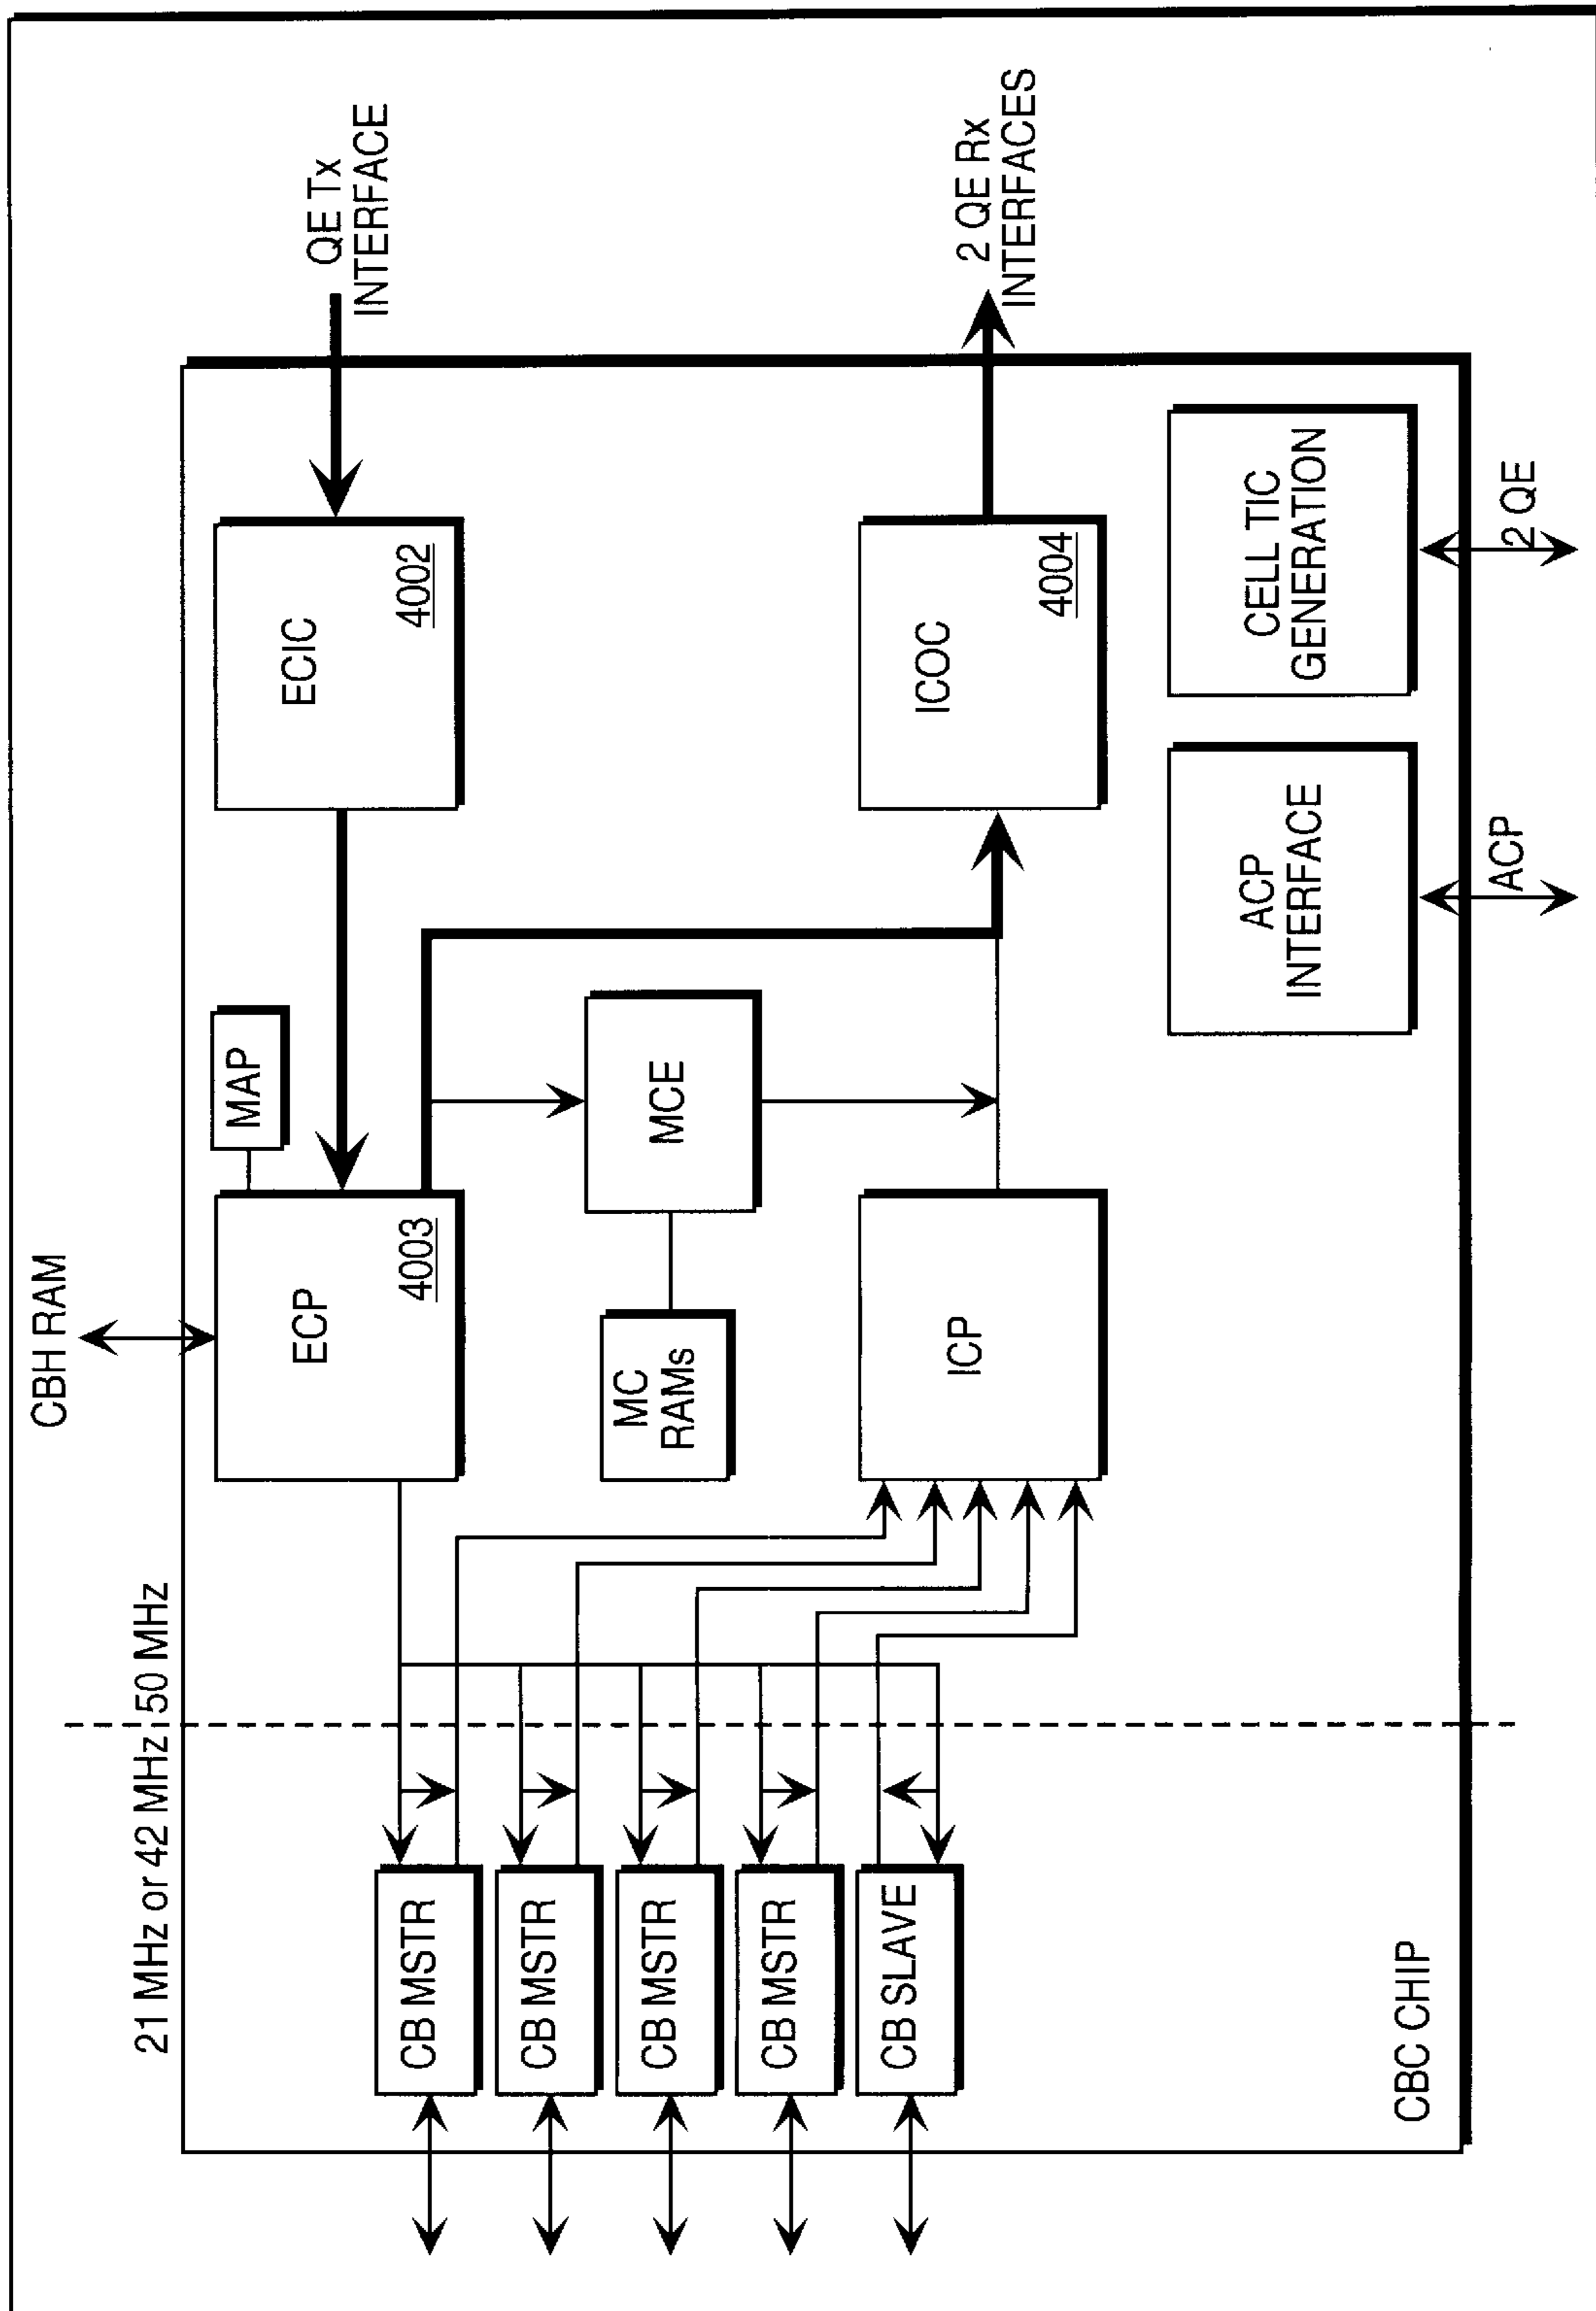 CBH RAM
21 MHz or 42 MHz
50 MHz
QE Tx
INTERFACE
MAP
ECP
4003
ECIC
4002
CB MSTR
CB MSTR
CB MSTR
CB MSTR
CB SLAVE
MC
RAMs
MCE
ICP
ICOC
4004
2 QE Rx
INTERFACES
ACP
INTERFACE
CELL TIC
GENERATION
CBC CHIP
ACP
2 QE